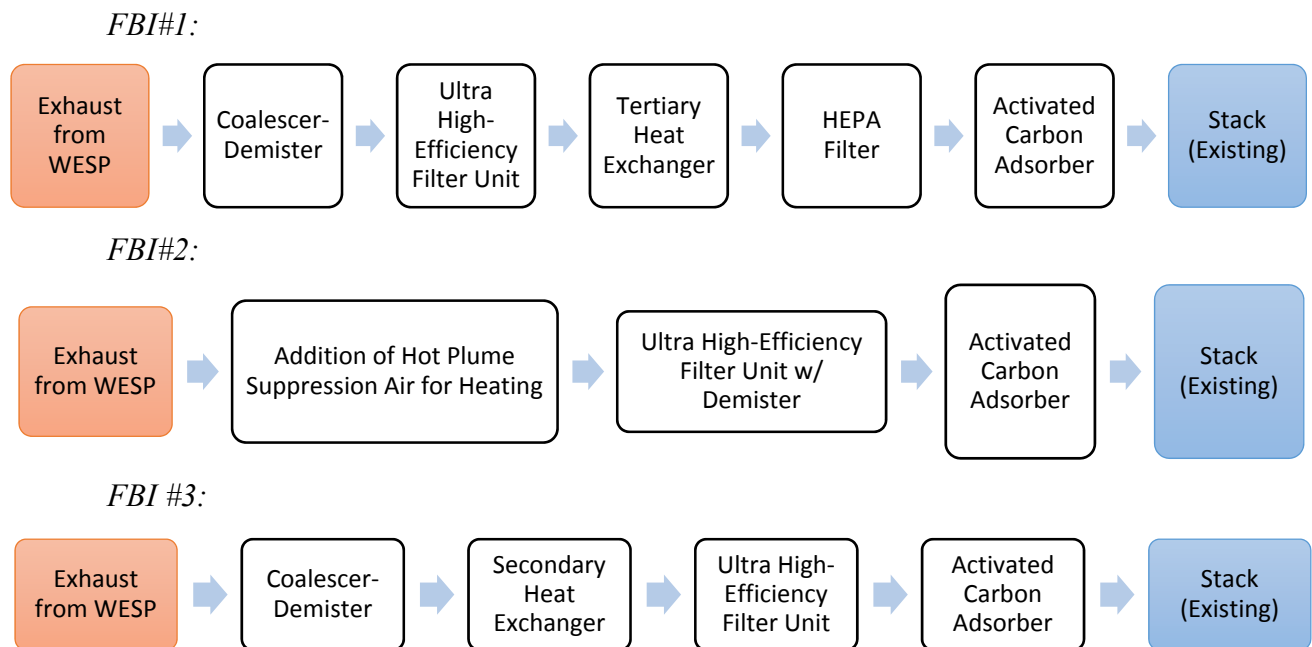 FBI#1:
Exhaust
from
WESP
Coalescer-
Demister
Ultra
High-
Efficiency
Filter Unit
Tertiary
Heat
Exchanger
HEPA
Filter
Activated
Carbon
Adsorber
Stack
(Existing)
FBI#2:
Exhaust
from WESP
Addition of Hot Plume
Suppression Air for Heating
Ultra High-Efficiency
Filter Unit w/
Demister
Activated
Carbon
Adsorber
Stack
(Existing)
FBI #3:
Exhaust
from WESP
Coalescer-
Demister
Secondary
Heat
Exchanger
Ultra High-
Efficiency
Filter Unit
Activated
Carbon
Adsorber
Stack
(Existing)